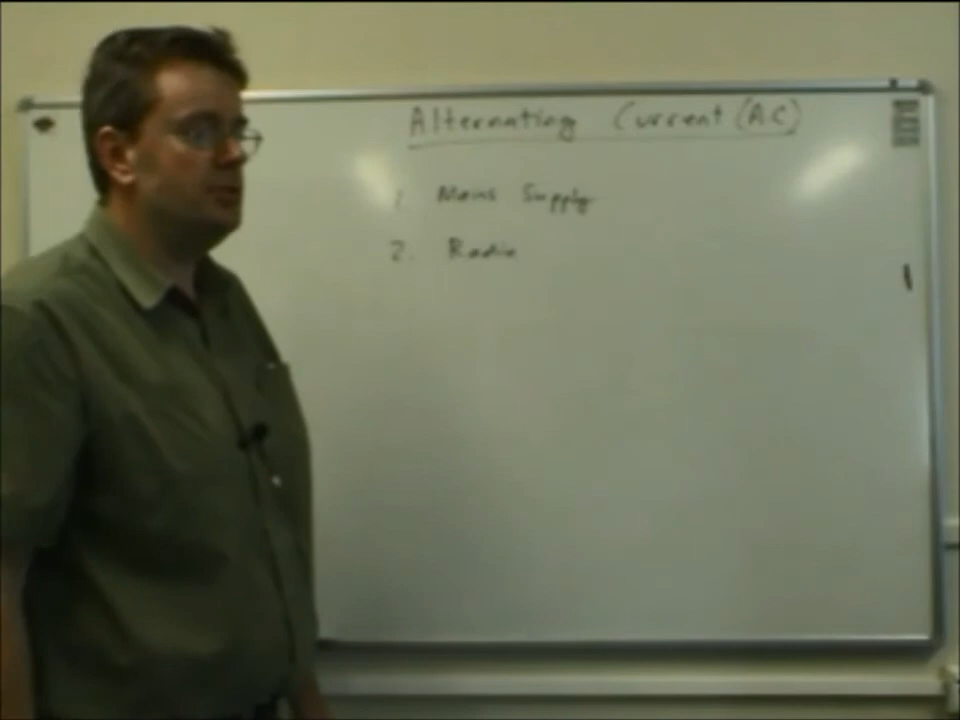 Alternating Current (AC)
1. Mains Supply
2. Radio